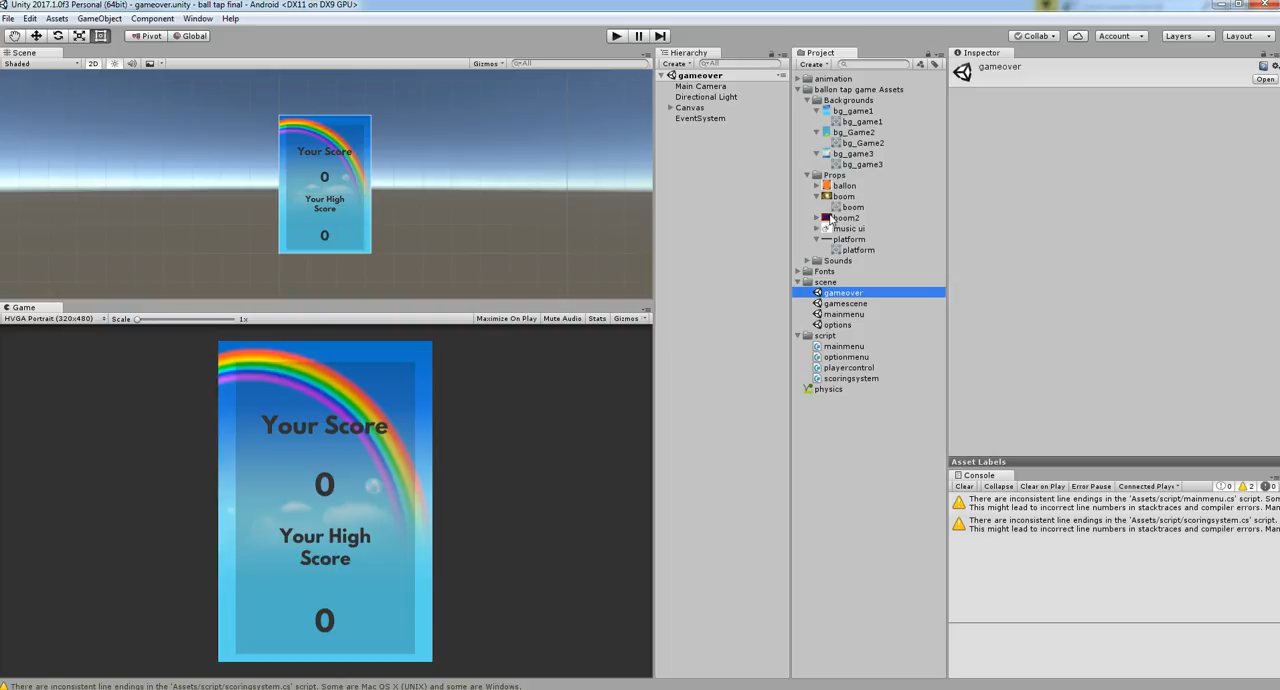 Unity 2017.1.0f3 Personal (64bit) - gameover.unity - ball tap final - Android <DX11 on DX9 GPU>
File Edit Assets GameObject Component Window Help
Pivot Global Collab Account Layers Layout
Scene
Shaded 2D Gizmos All
Your Score
0
Your High
Score
0
Game
HVGA Portrait (320x480) Scale 1x Maximize On Play Mute Audio Stats Gizmos
Your Score
0
Your High
Score
0
Hierarchy
Create All
gameover
Main Camera
Directional Light
Canvas
EventSystem
Project
Create
animation
ballon tap game Assets
Backgrounds
bg_game1
bg_game1
bg_Game2
bg_Game2
bg_game3
bg_game3
Props
ballon
boom
boom
boom2
music ui
platform
platform
Sounds
Fonts
scene
gameover
gamescene
mainmenu
options
script
mainmenu
optionmenu
playercontrol
scoringsystem
physics
Inspector
gameover
Open
Asset Labels
Console
Clear Collapse Clear on Play Error Pause Connected Playe 0 2 0
There are inconsistent line endings in the 'Assets/script/mainmenu.cs' script. Som
This might lead to incorrect line numbers in stacktraces and compiler errors. Man
There are inconsistent line endings in the 'Assets/script/scoringsystem.cs' script.
This might lead to incorrect line numbers in stacktraces and compiler errors. Man
There are inconsistent line endings in the 'Assets/script/scoringsystem.cs' script. Some are Mac OS X (UNIX) and some are Windows.